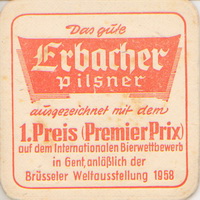 Das gute
Erbacher
Pilsner
ausgezeichnet mit dem
1. Preis (Premier Prix)
auf dem Internationalen Bierwettbewerb
in Gent, anläßlich der
Brüsseler Weltausstellung 1958